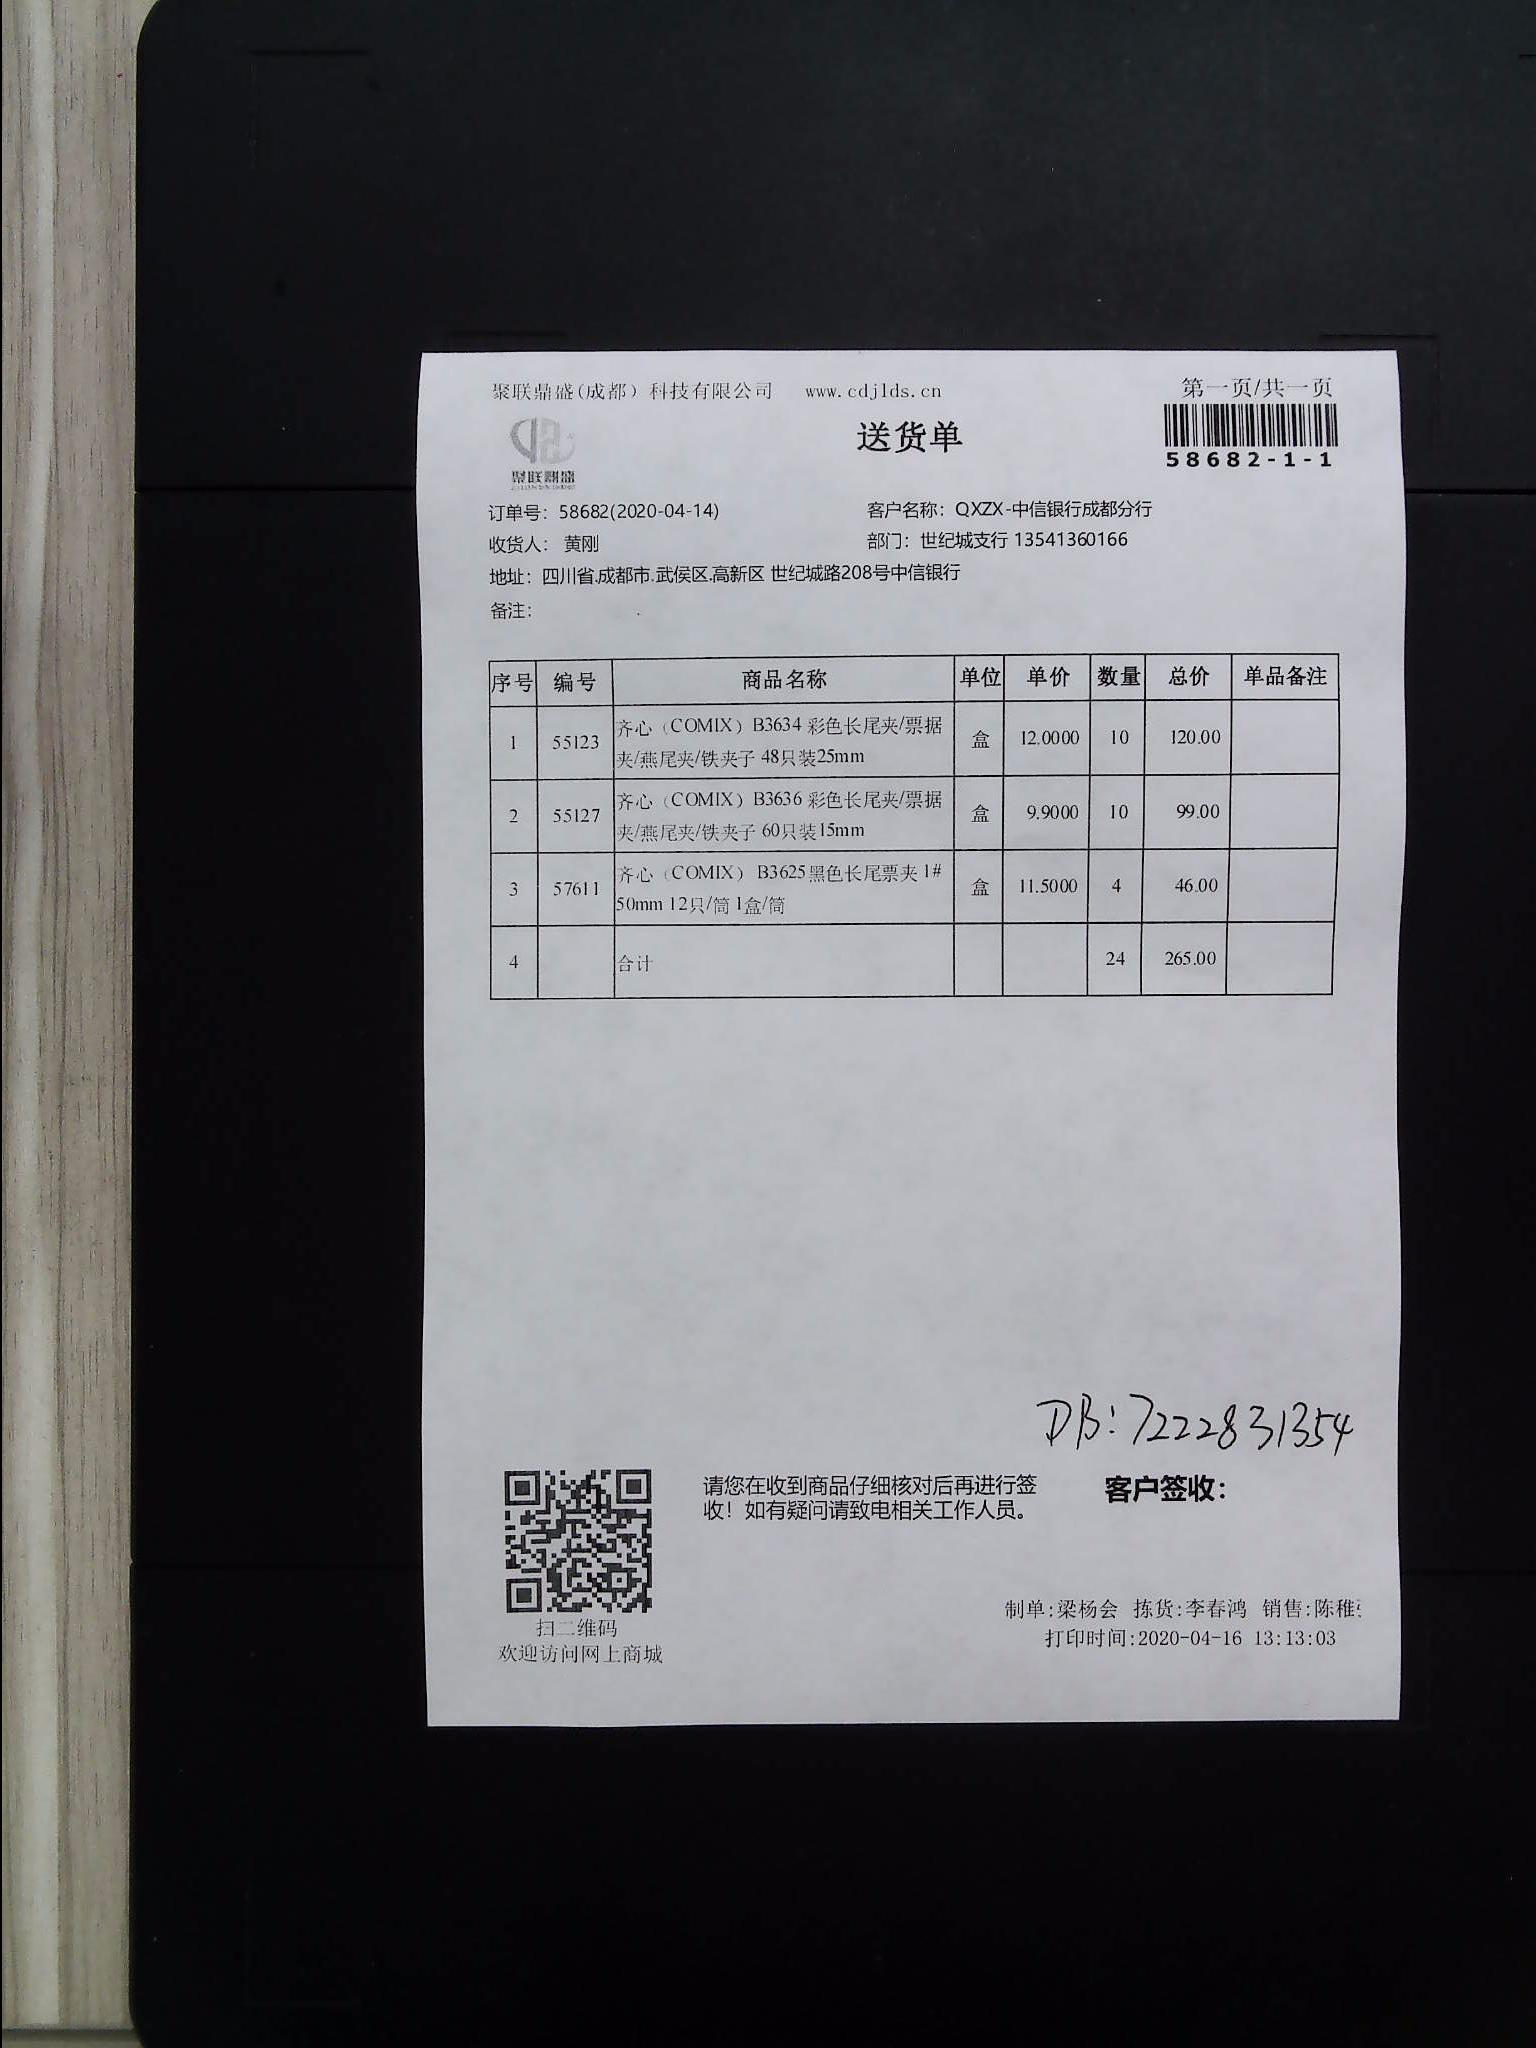 聚联鼎盛(成都)科技有限公司 www.cdjlds.cn
第一页/共一页
送货单
58682-1-1
聚联鼎盛
订单号：58682(2020-04-14)
客户名称：QXZX-中信银行成都分行
收货人： 黄刚
部门：世纪城支行 13541360166
地址：四川省.成都市.武侯区.高新区 世纪城路208号中信银行
备注：
序号 编号 商品名称 单位 单价 数量 总价 单品备注
1 55123 齐心（COMIX）B3634 彩色长尾夹/票据 盒 12.0000 10 120.00
夹/燕尾夹/铁夹子 48只装25mm
2 55127 齐心（COMIX）B3636 彩色长尾夹/票据 盒 9.9000 10 99.00
夹/燕尾夹/铁夹子 60只装15mm
3 57611 齐心（COMIX） B3625黑色长尾票夹 1# 盒 11.5000 4 46.00
50mm 12只/筒 1盒/筒
4 合计 24 265.00
DB:7222831354
请您在收到商品仔细核对后再进行签
收！如有疑问请致电相关工作人员。
客户签收：
扫二维码
欢迎访问网上商城
制单:梁杨会 拣货:李春鸿 销售:陈稚
打印时间:2020-04-16 13:13:03